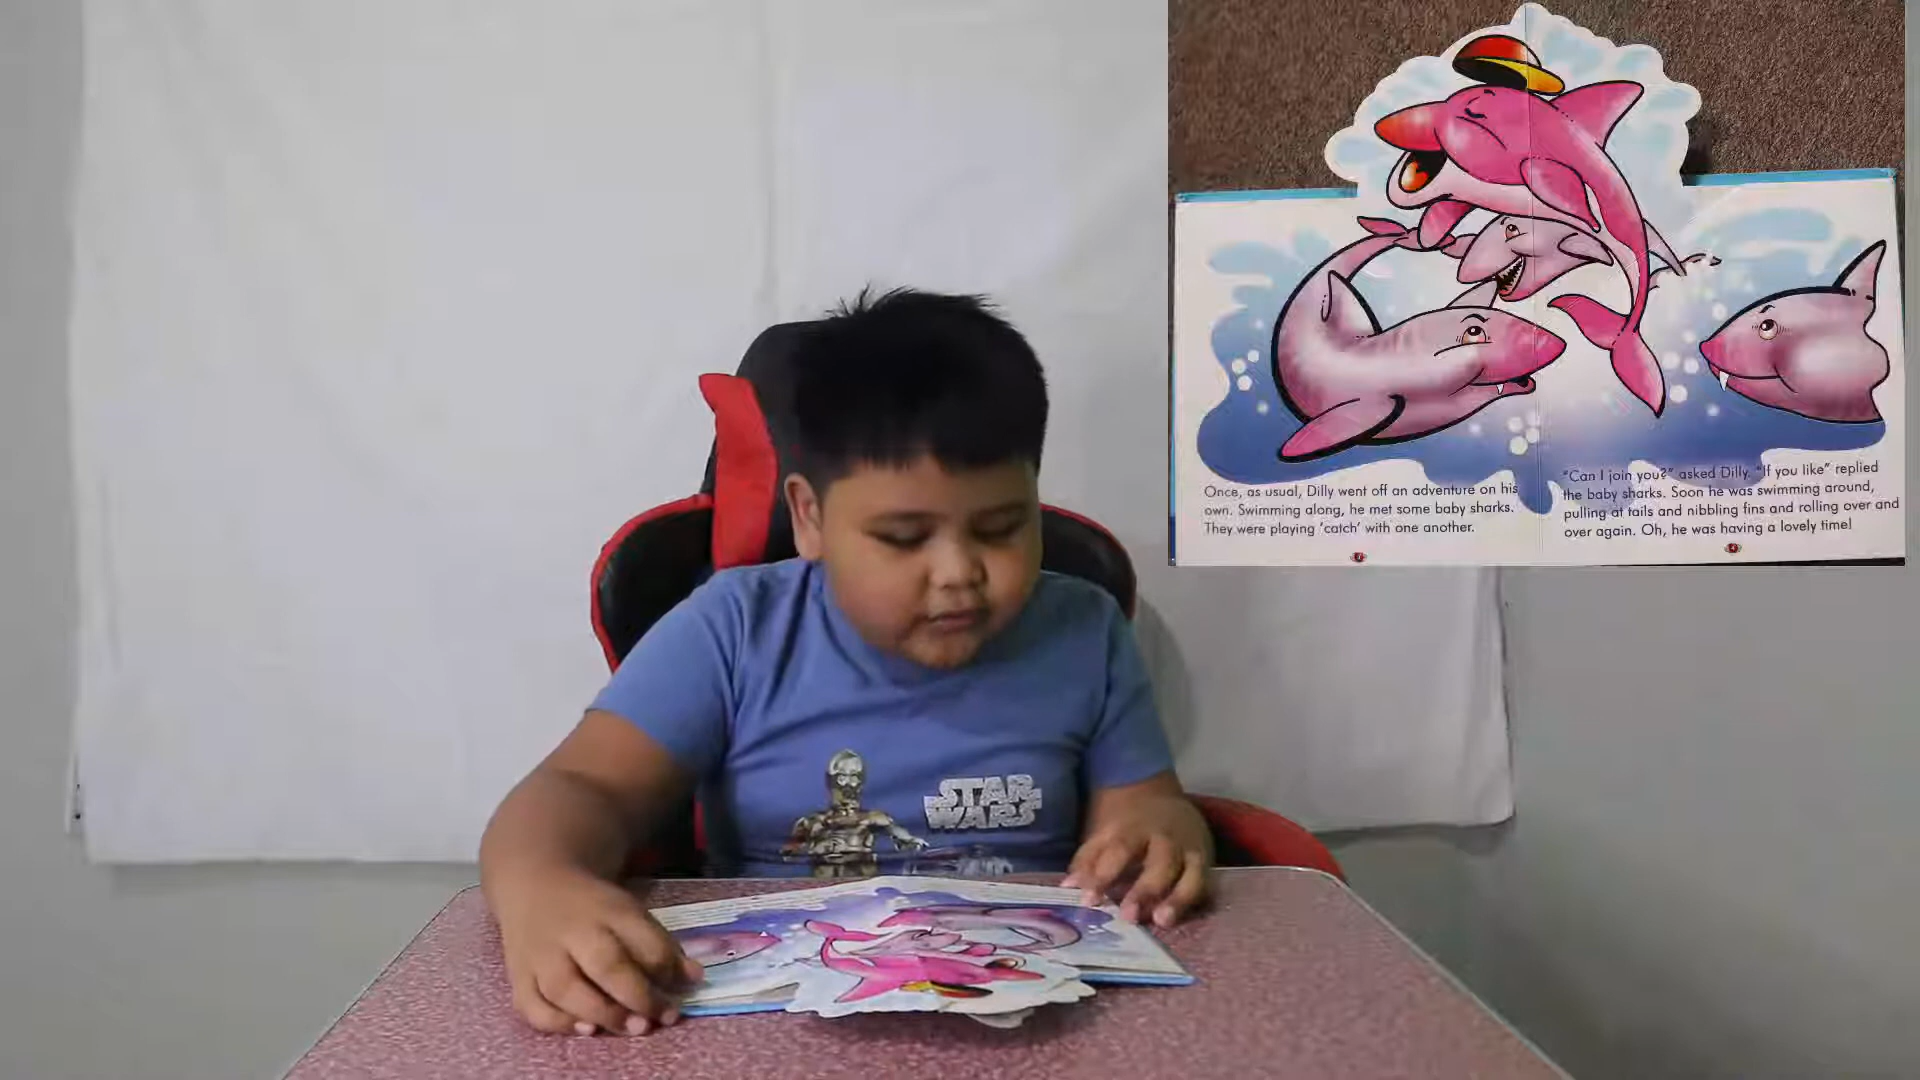 Once, as usual, Dilly went off an adventure on his
own. Swimming along, he met some baby sharks.
They were playing 'catch' with one another.
"Can I join you?" asked Dilly. "If you like" replied
the baby sharks. Soon he was swimming around,
pulling at tails and nibbling fins and rolling over and
over again. Oh, he was having a lovely time!
STAR
WARS